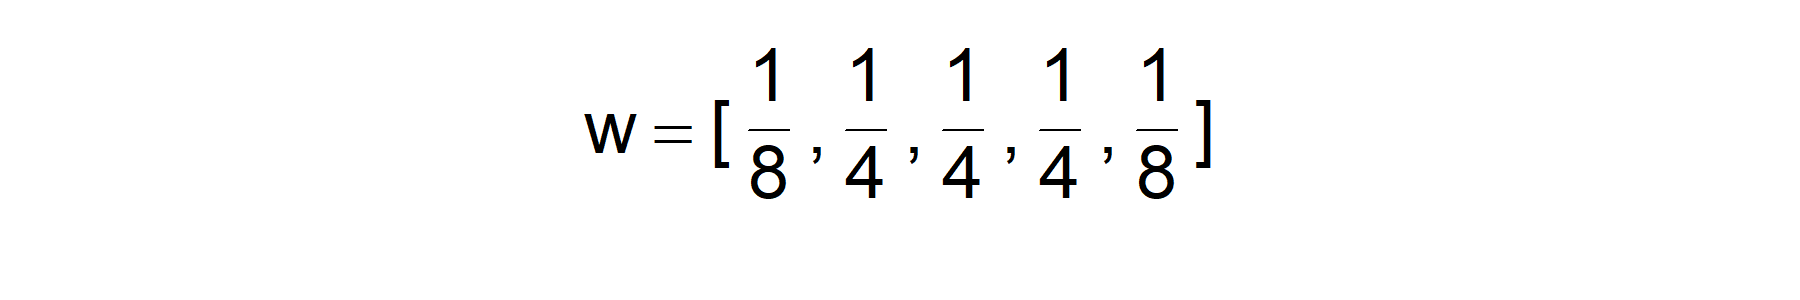 w = [ 1/8 , 1/4 , 1/4 , 1/4 , 1/8 ]